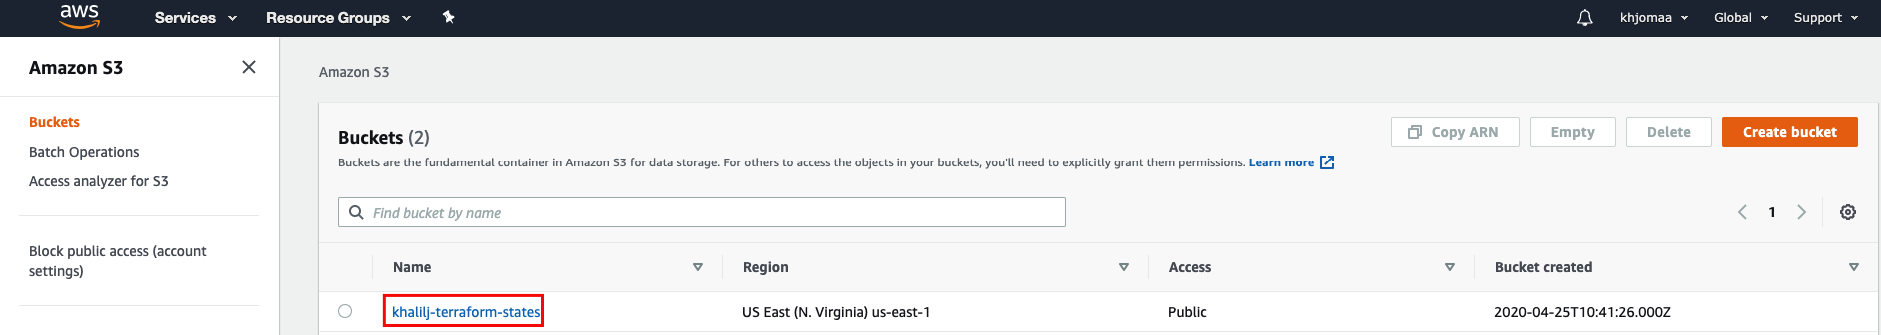 aws Services Resource Groups khjomaa Global Support
Amazon S3
Amazon S3
Buckets
Batch Operations
Access analyzer for S3
Block public access (account
settings)
Buckets (2)
Copy ARN Empty Delete Create bucket
Buckets are the fundamental container in Amazon S3 for data storage. For others to access the objects in your buckets, you'll need to explicitly grant them permissions. Learn more
Find bucket by name
1
Name Region Access Bucket created
khalilj-terraform-states US East (N. Virginia) us-east-1 Public 2020-04-25T10:41:26.000Z